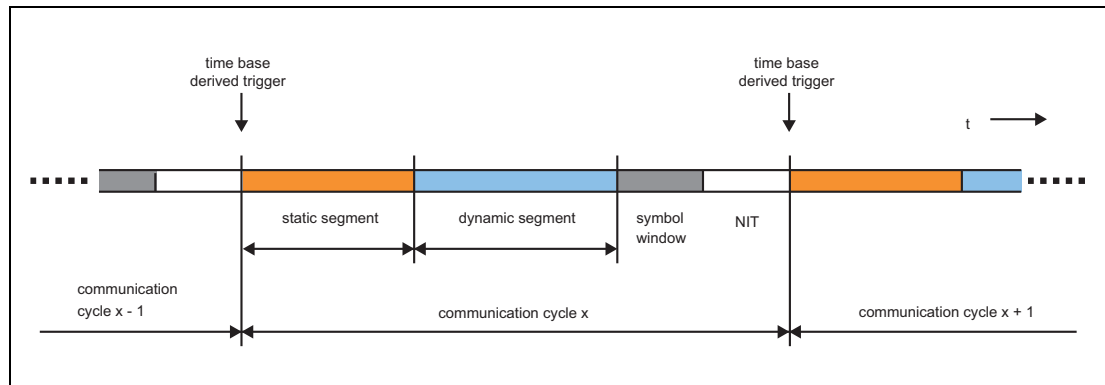 time base
derived trigger
time base
derived trigger
t
static segment
dynamic segment
symbol
window
NIT
communication
cycle x - 1
communication cycle x
communication cycle x + 1